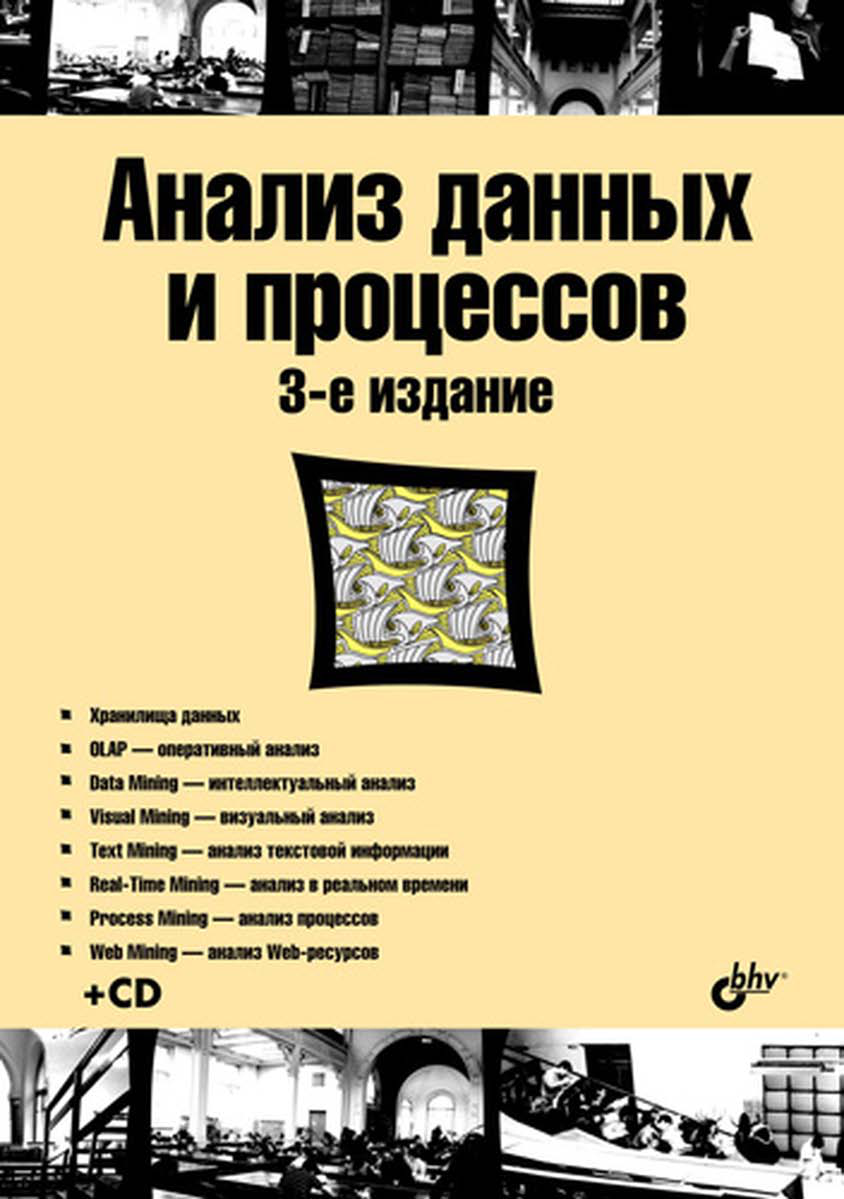 Анализ данных
и процессов
3-е издание
Хранилища данных
OLAP — оперативный анализ
Data Mining — интеллектуальный анализ
Visual Mining — визуальный анализ
Text Mining — анализ текстовой информации
Real-Time Mining — анализ в реальном времени
Process Mining — анализ процессов
Web Mining — анализ Web-ресурсов
+CD
bhv®